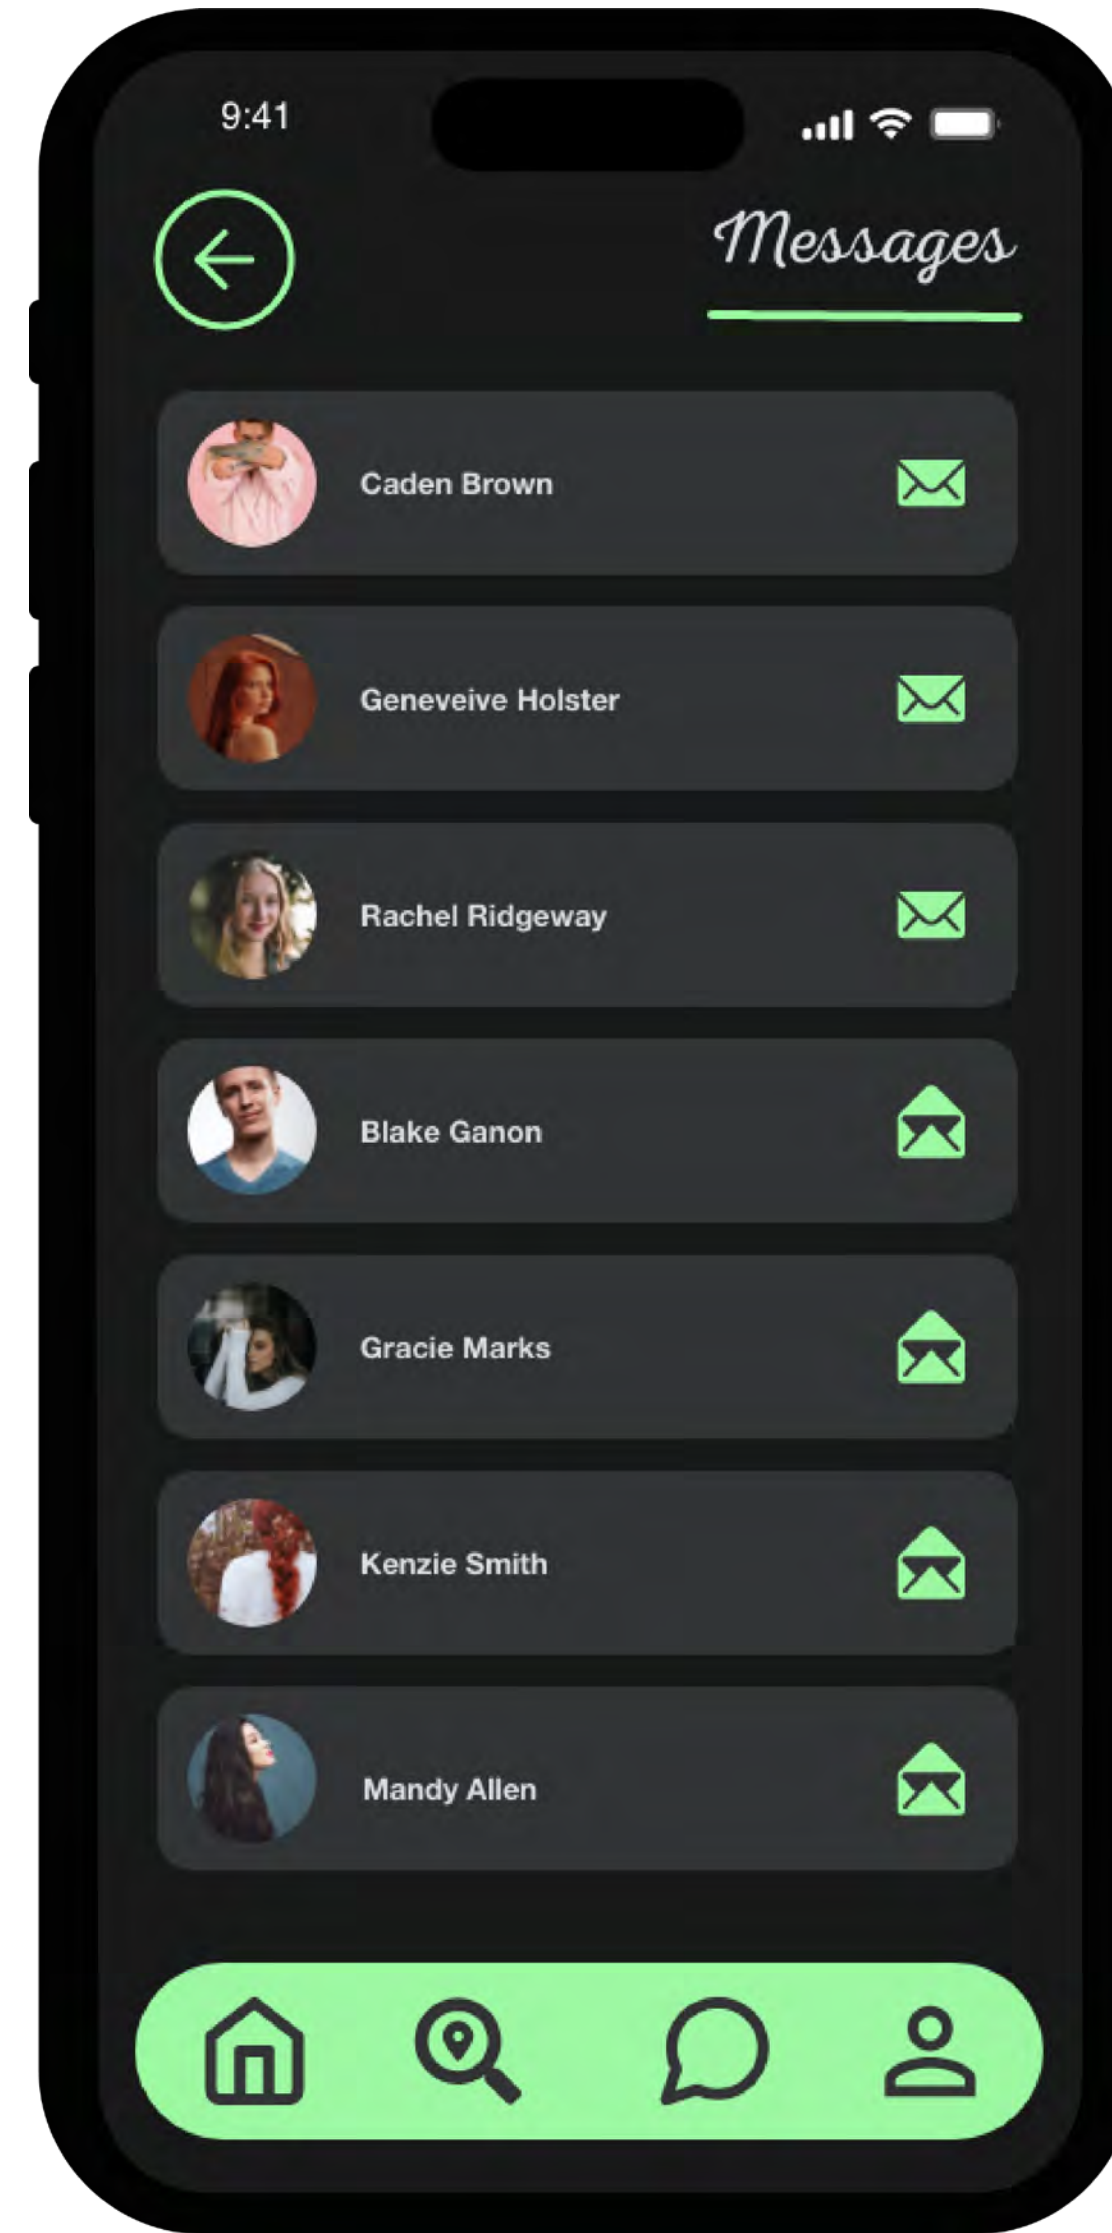 9:41
Messages
Caden Brown
Geneveive Holster
Rachel Ridgeway
Blake Ganon
Gracie Marks
Kenzie Smith
Mandy Allen